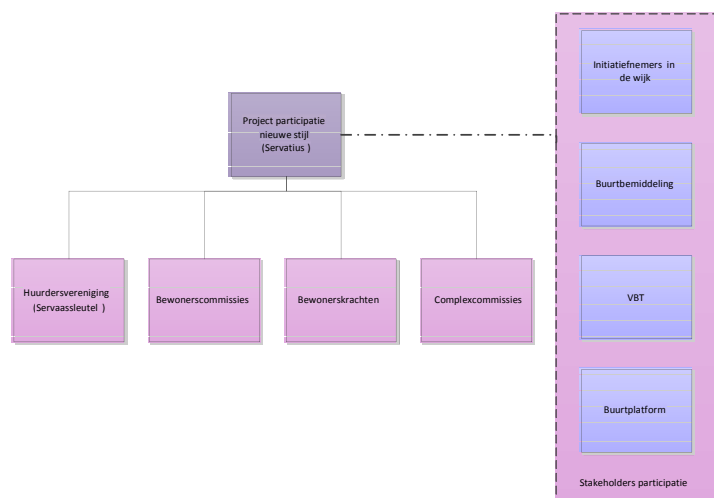 Initiatiefnemers in
de wijk
Project participatie
nieuwe stijl
(Servatius )
Buurtbemiddeling
Huurdersvereniging
(Servaassleutel )
Bewonerscommissies
Bewonerskrachten
Complexcommissies
VBT
Buurtplatform
Stakeholders participatie